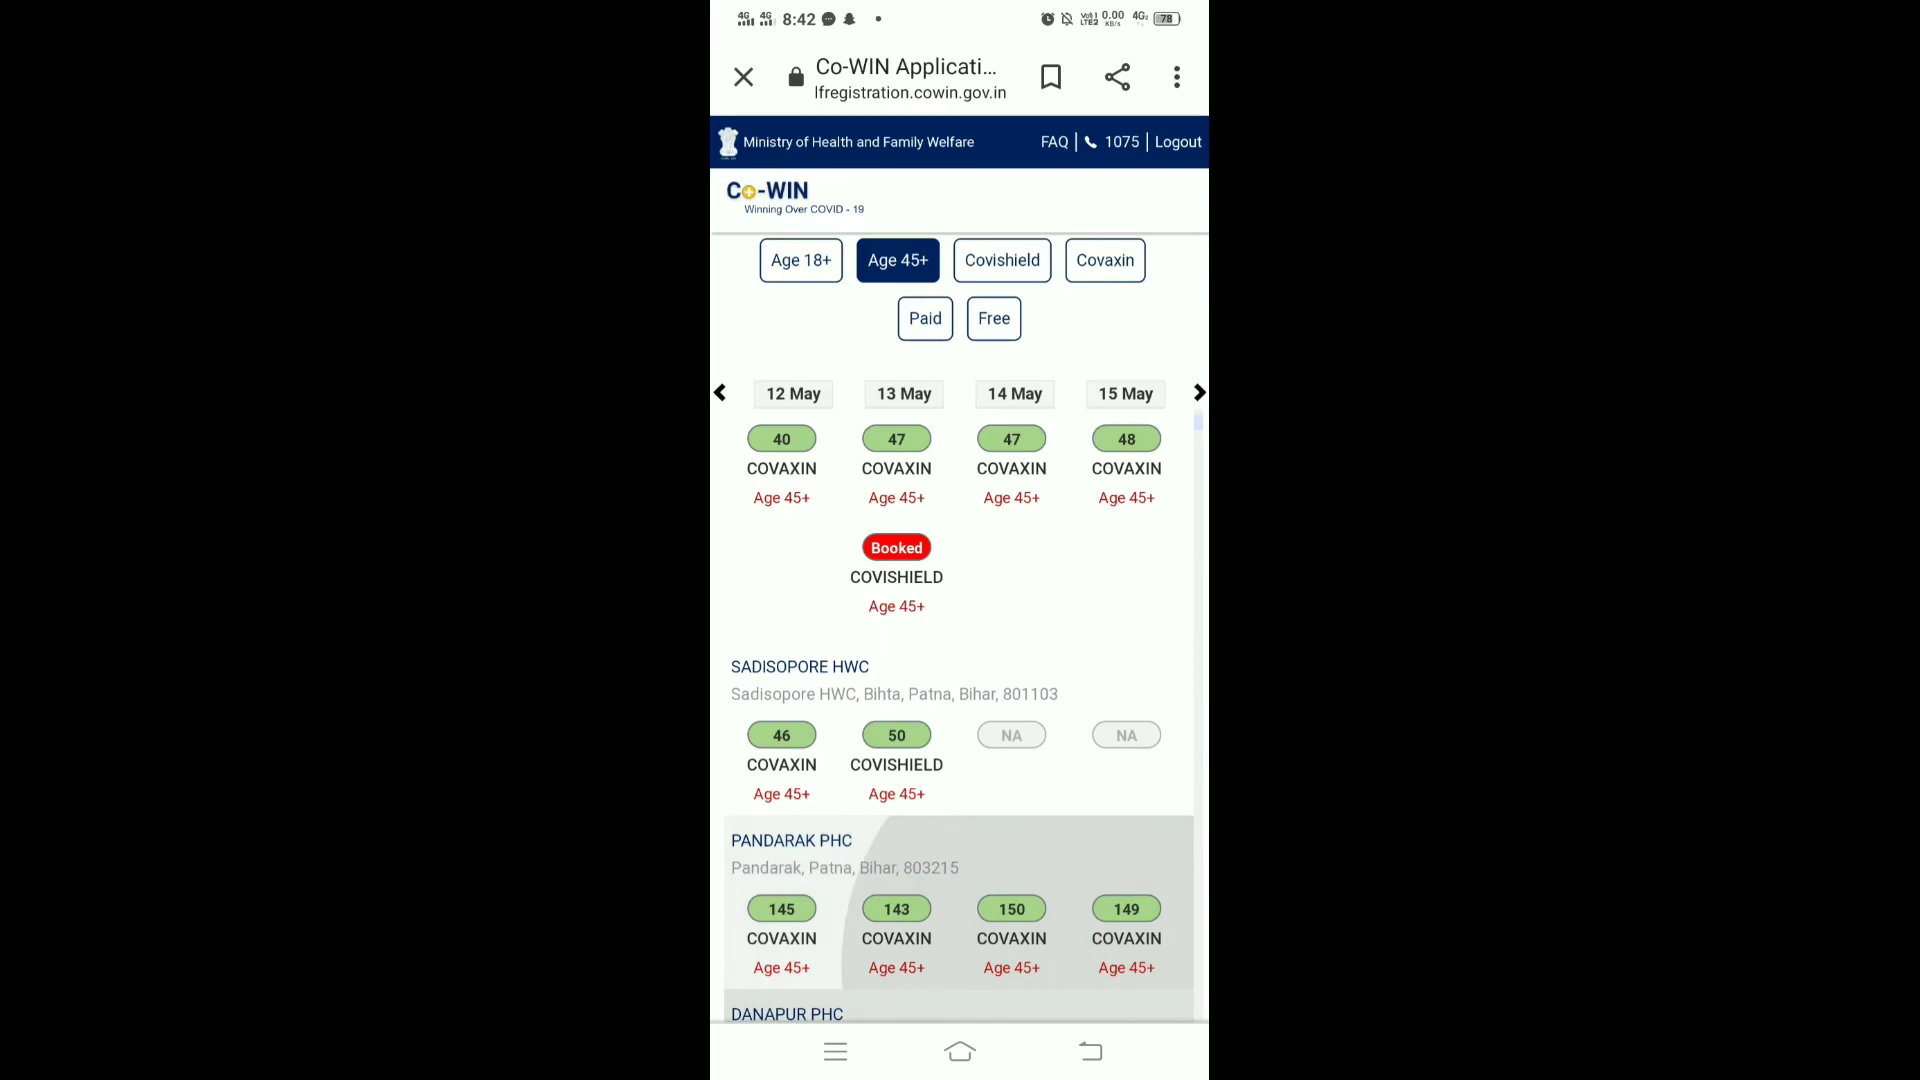 8:42
0.00 KB/s
78
Co-WIN Applicati...
lfregistration.cowin.gov.in
Ministry of Health and Family Welfare FAQ | 1075 | Logout
Co-WIN
Winning Over COVID - 19
Age 18+ Age 45+ Covishield Covaxin
Paid Free
12 May 13 May 14 May 15 May
40 47 47 48
COVAXIN COVAXIN COVAXIN COVAXIN
Age 45+ Age 45+ Age 45+ Age 45+
Booked
COVISHIELD
Age 45+
SADISOPORE HWC
Sadisopore HWC, Bihta, Patna, Bihar, 801103
46 50 NA NA
COVAXIN COVISHIELD
Age 45+ Age 45+
PANDARAK PHC
Pandarak, Patna, Bihar, 803215
145 143 150 149
COVAXIN COVAXIN COVAXIN COVAXIN
Age 45+ Age 45+ Age 45+ Age 45+
DANAPUR PHC